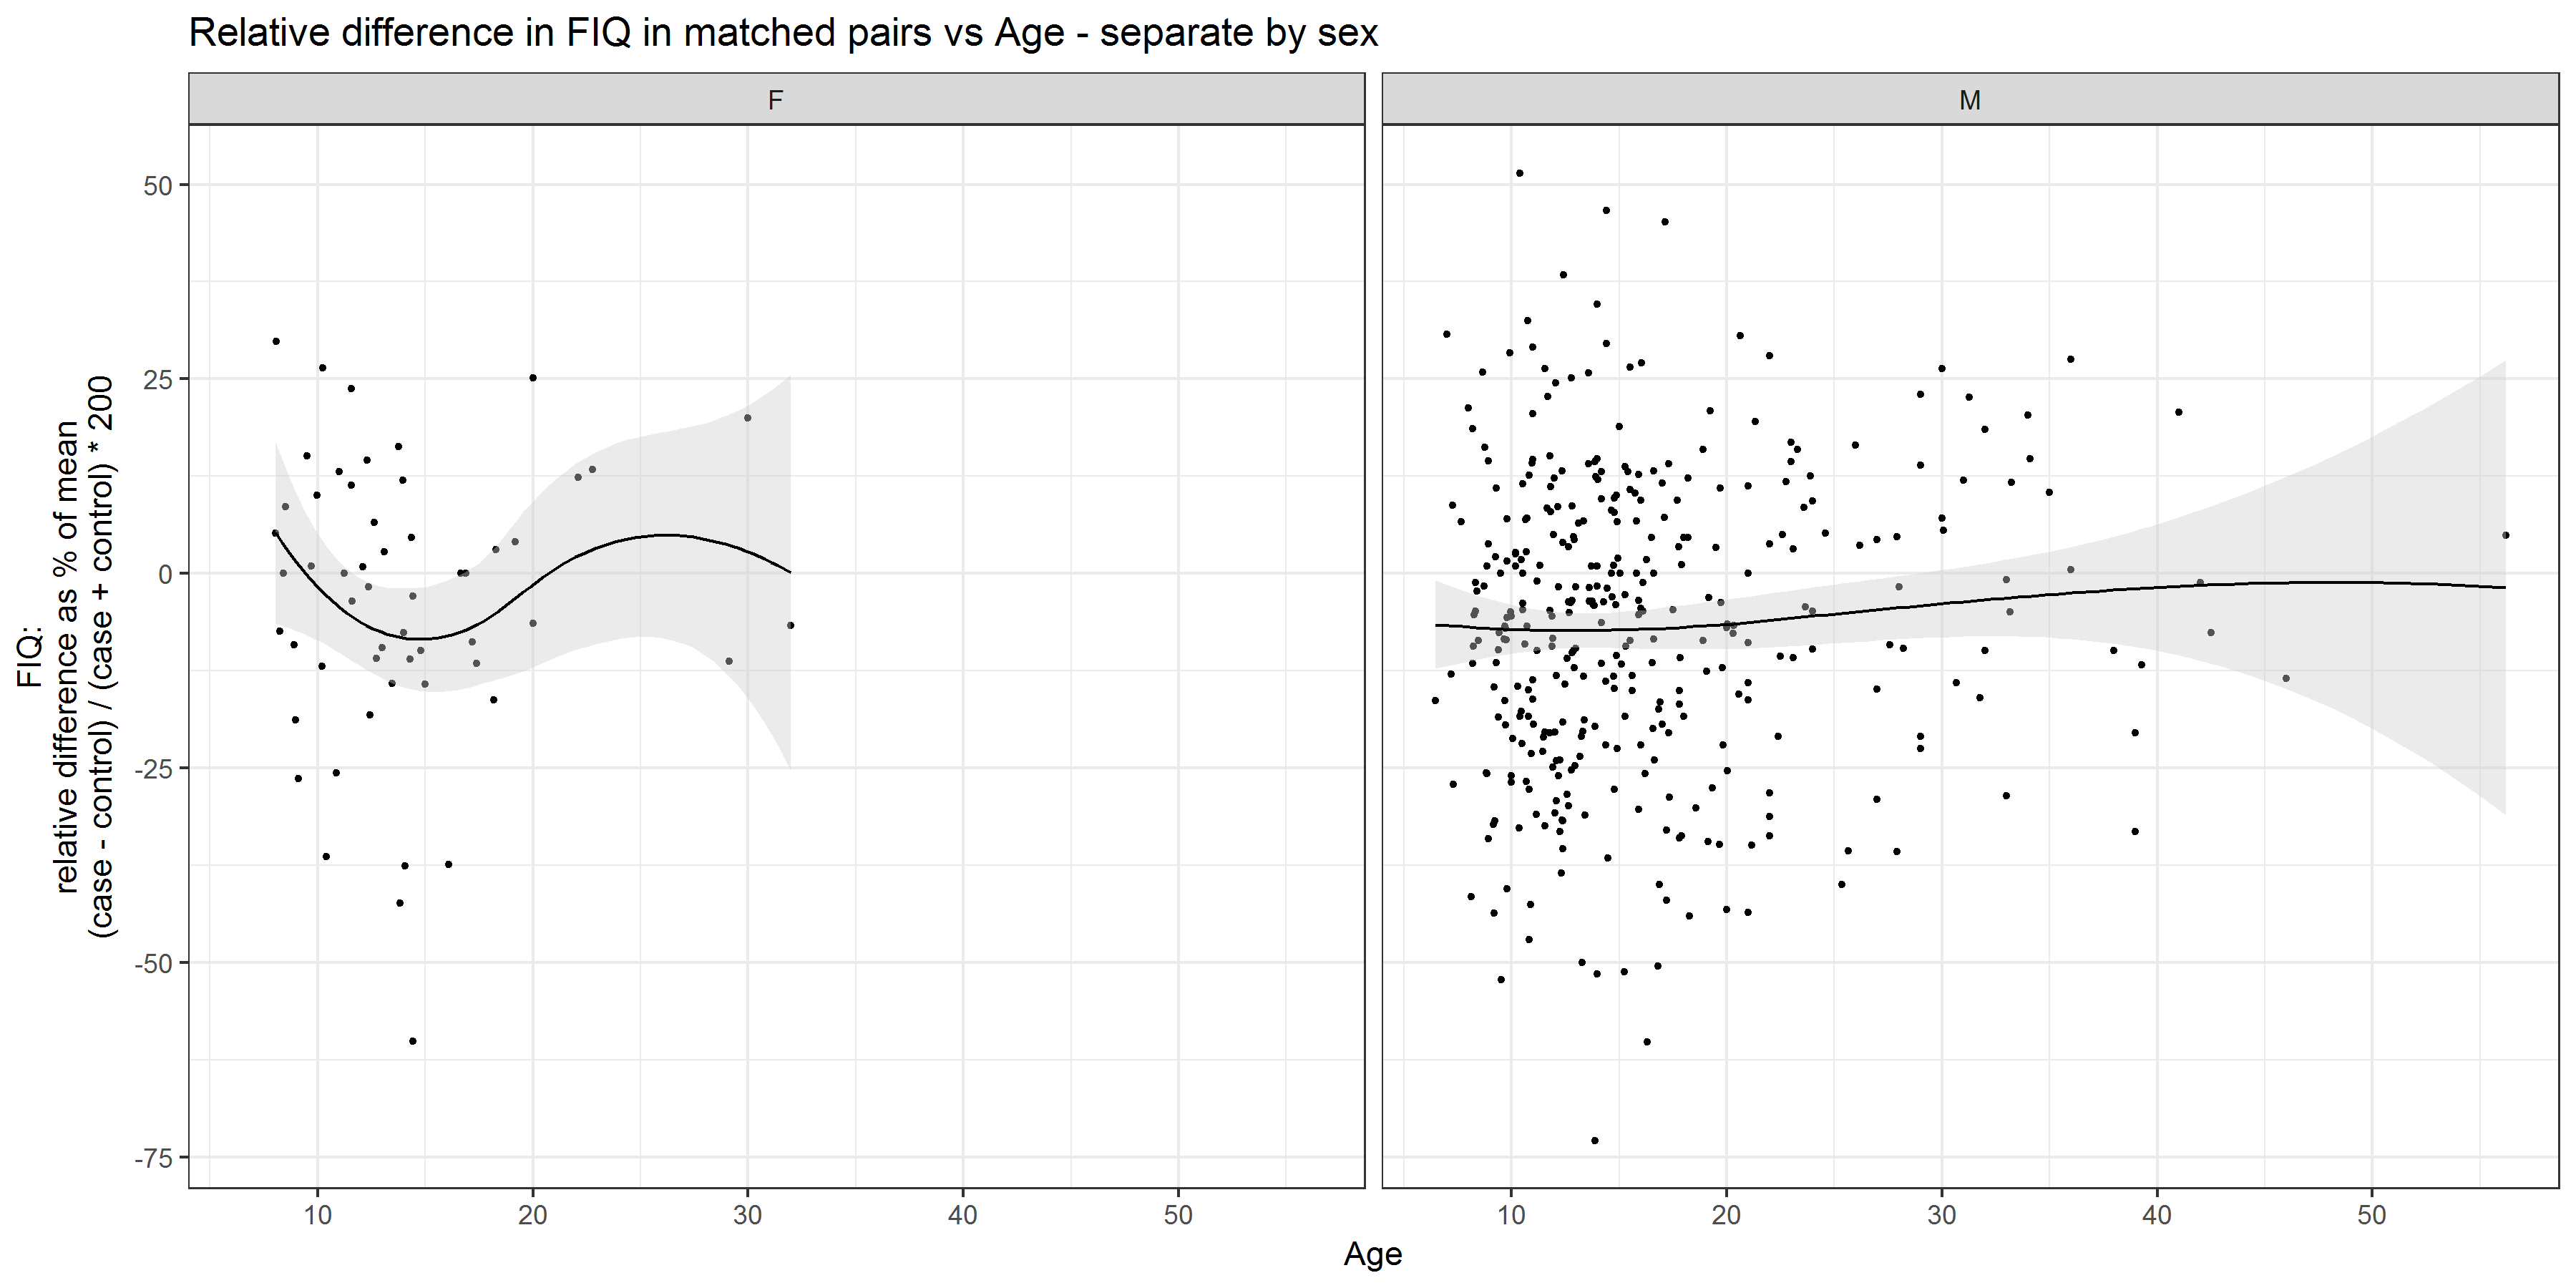 Relative difference in FIQ in matched pairs vs Age - separate by sex
F
M
FIQ:
relative difference as % of mean
(case - control) / (case + control) * 200
50
25
0
-25
-50
-75
10 20 30 40 50
10 20 30 40 50
Age